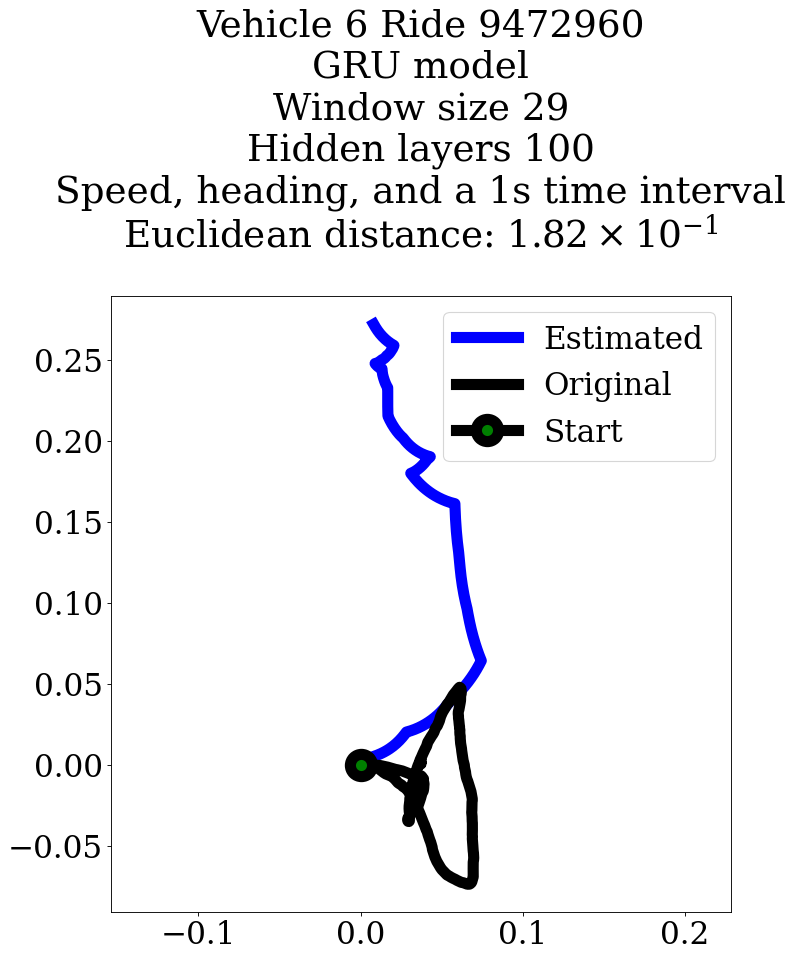 Vehicle 6 Ride 9472960
GRU model
Window size 29
Hidden layers 100
Speed, heading, and a 1s time interval
Euclidean distance: 1.82 × 10⁻¹
Estimated
Original
Start
0.25
0.20
0.15
0.10
0.05
0.00
−0.05
−0.1 0.0 0.1 0.2